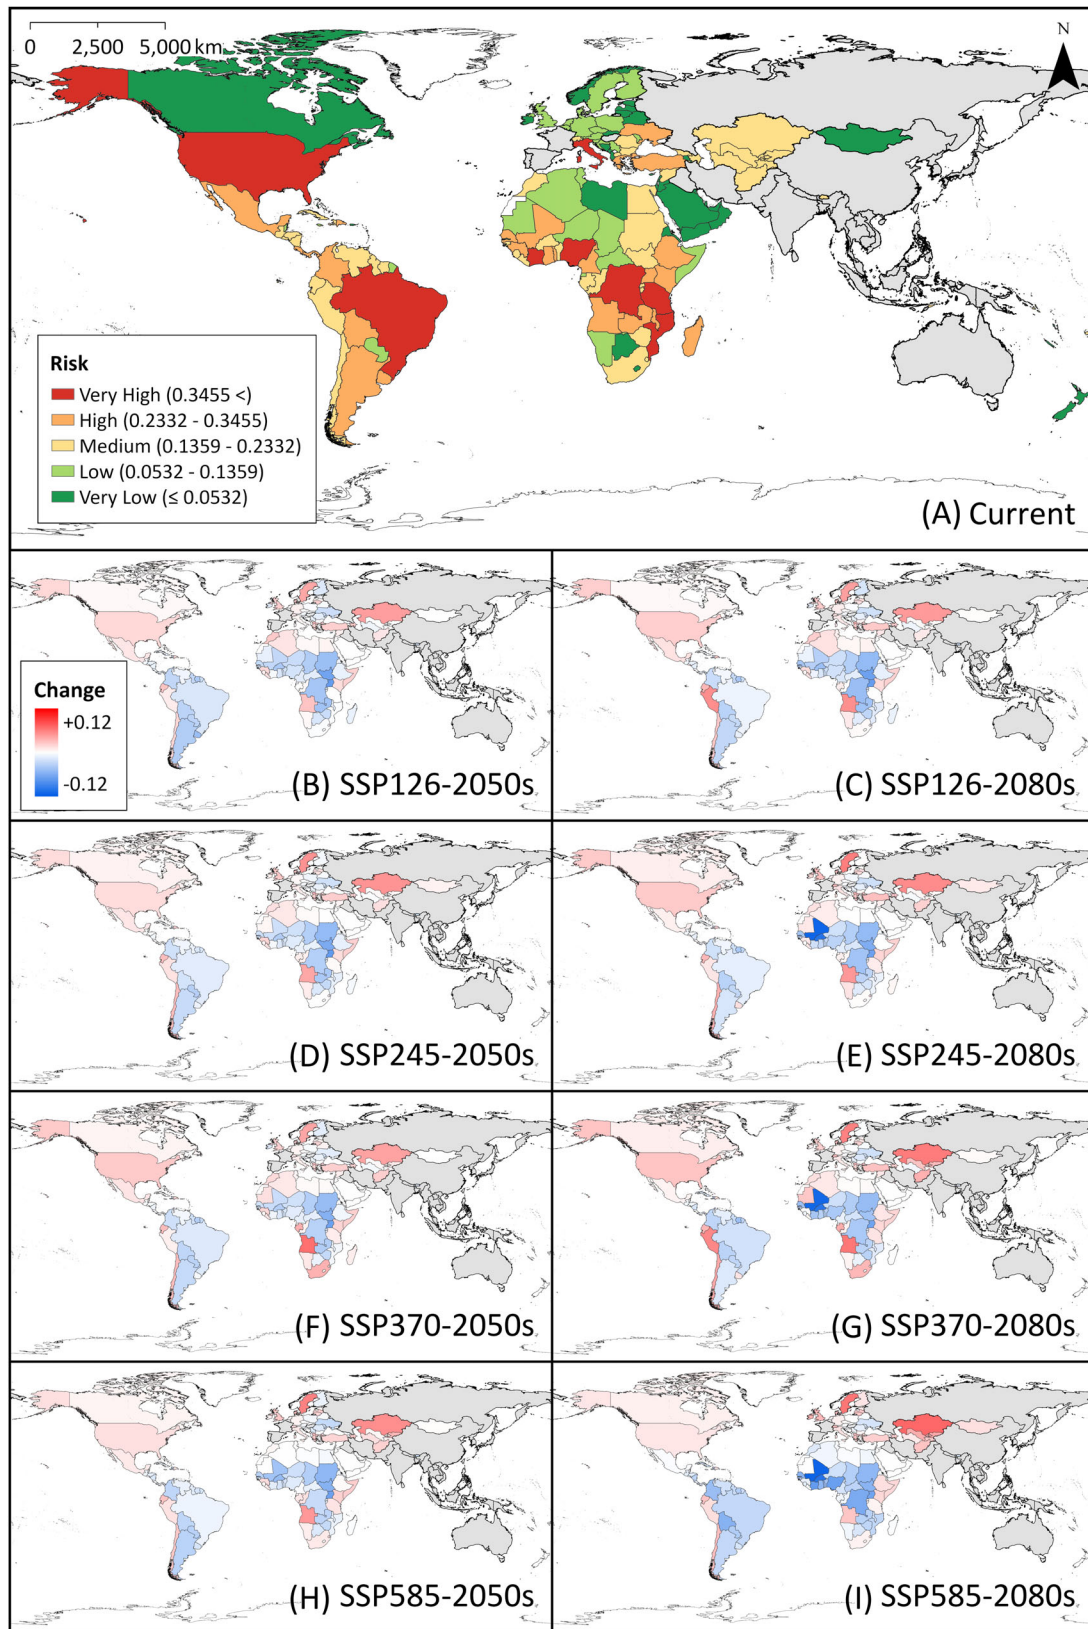 0 2,500 5,000 km
N
Risk
Very High (0.3455 <)
High (0.2332 - 0.3455)
Medium (0.1359 - 0.2332)
Low (0.0532 - 0.1359)
Very Low (≤ 0.0532)
(A) Current
Change
+0.12
-0.12
(B) SSP126-2050s
(C) SSP126-2080s
(D) SSP245-2050s
(E) SSP245-2080s
(F) SSP370-2050s
(G) SSP370-2080s
(H) SSP585-2050s
(I) SSP585-2080s